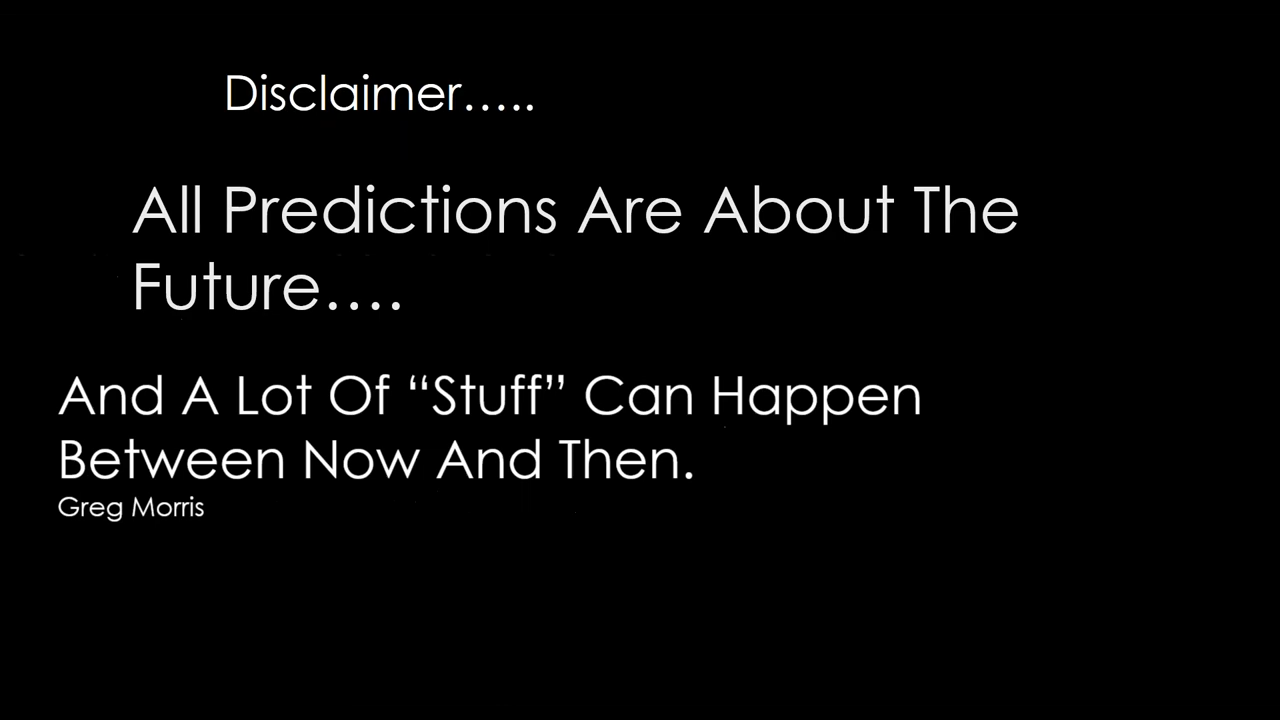 Disclaimer…..
All Predictions Are About The
Future….
And A Lot Of “Stuff” Can Happen
Between Now And Then.
Greg Morris